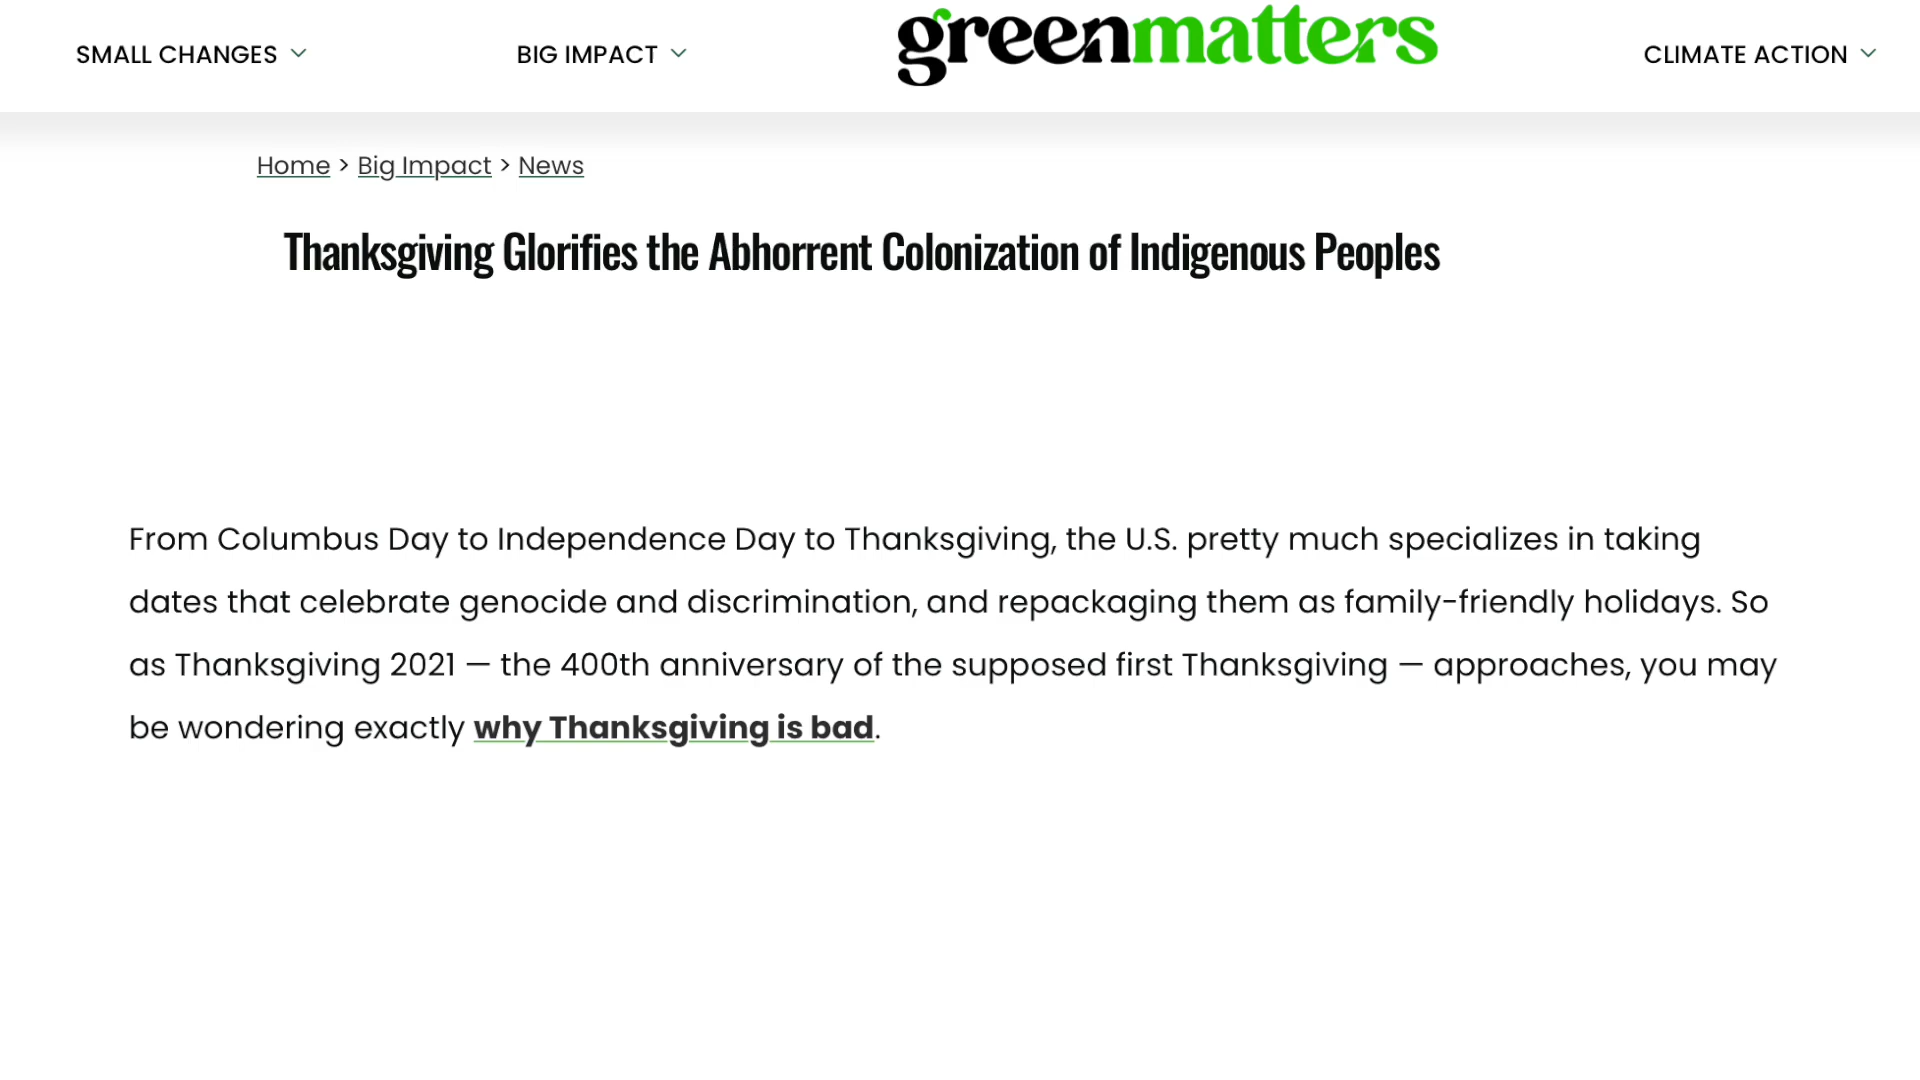 SMALL CHANGES
BIG IMPACT
greenmatters
CLIMATE ACTION
Home > Big Impact > News
Thanksgiving Glorifies the Abhorrent Colonization of Indigenous Peoples
From Columbus Day to Independence Day to Thanksgiving, the U.S. pretty much specializes in taking
dates that celebrate genocide and discrimination, and repackaging them as family-friendly holidays. So
as Thanksgiving 2021 — the 400th anniversary of the supposed first Thanksgiving — approaches, you may
be wondering exactly why Thanksgiving is bad.